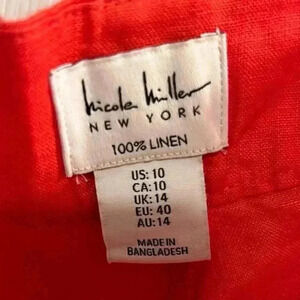 nicole miller
NEW YORK
100% LINEN
US: 10
CA: 10
UK: 14
EU: 40
AU: 14
MADE IN
BANGLADESH